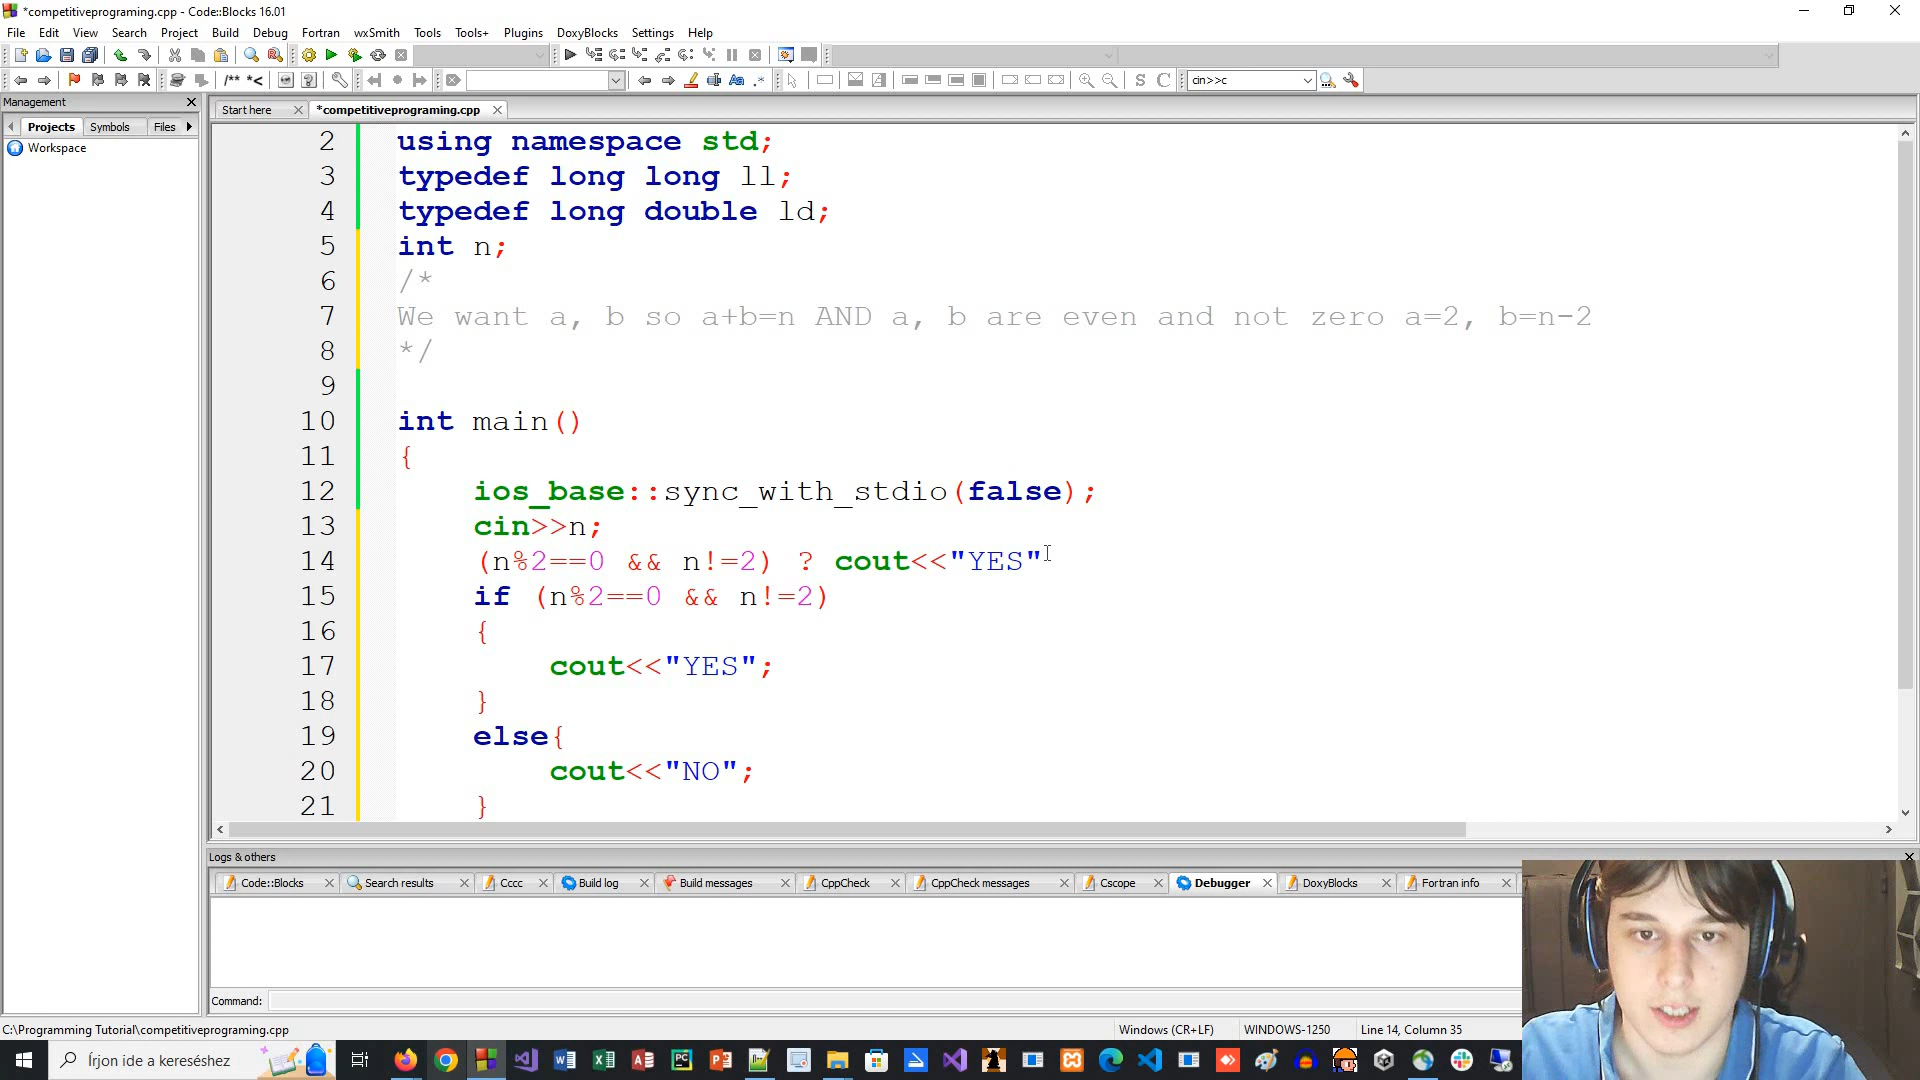 *competitiveprograming.cpp - Code::Blocks 16.01
File Edit View Search Project Build Debug Fortran wxSmith Tools Tools+ Plugins DoxyBlocks Settings Help
/** *< cin>>c
Management
Projects Symbols Files
Workspace
Start here *competitiveprograming.cpp
2 using namespace std;
3 typedef long long ll;
4 typedef long double ld;
5 int n;
6 /*
7 We want a, b so a+b=n AND a, b are even and not zero a=2, b=n-2
8 */
9
10 int main()
11 {
12 ios_base::sync_with_stdio(false);
13 cin>>n;
14 (n%2==0 && n!=2) ? cout<<"YES"
15 if (n%2==0 && n!=2)
16 {
17 cout<<"YES";
18 }
19 else{
20 cout<<"NO";
21 }
Logs & others
Code::Blocks Search results Cccc Build log Build messages CppCheck CppCheck messages Cscope Debugger DoxyBlocks Fortran info
Command:
C:\Programming Tutorial\competitiveprograming.cpp Windows (CR+LF) WINDOWS-1250 Line 14, Column 35
Írjon ide a kereséshez